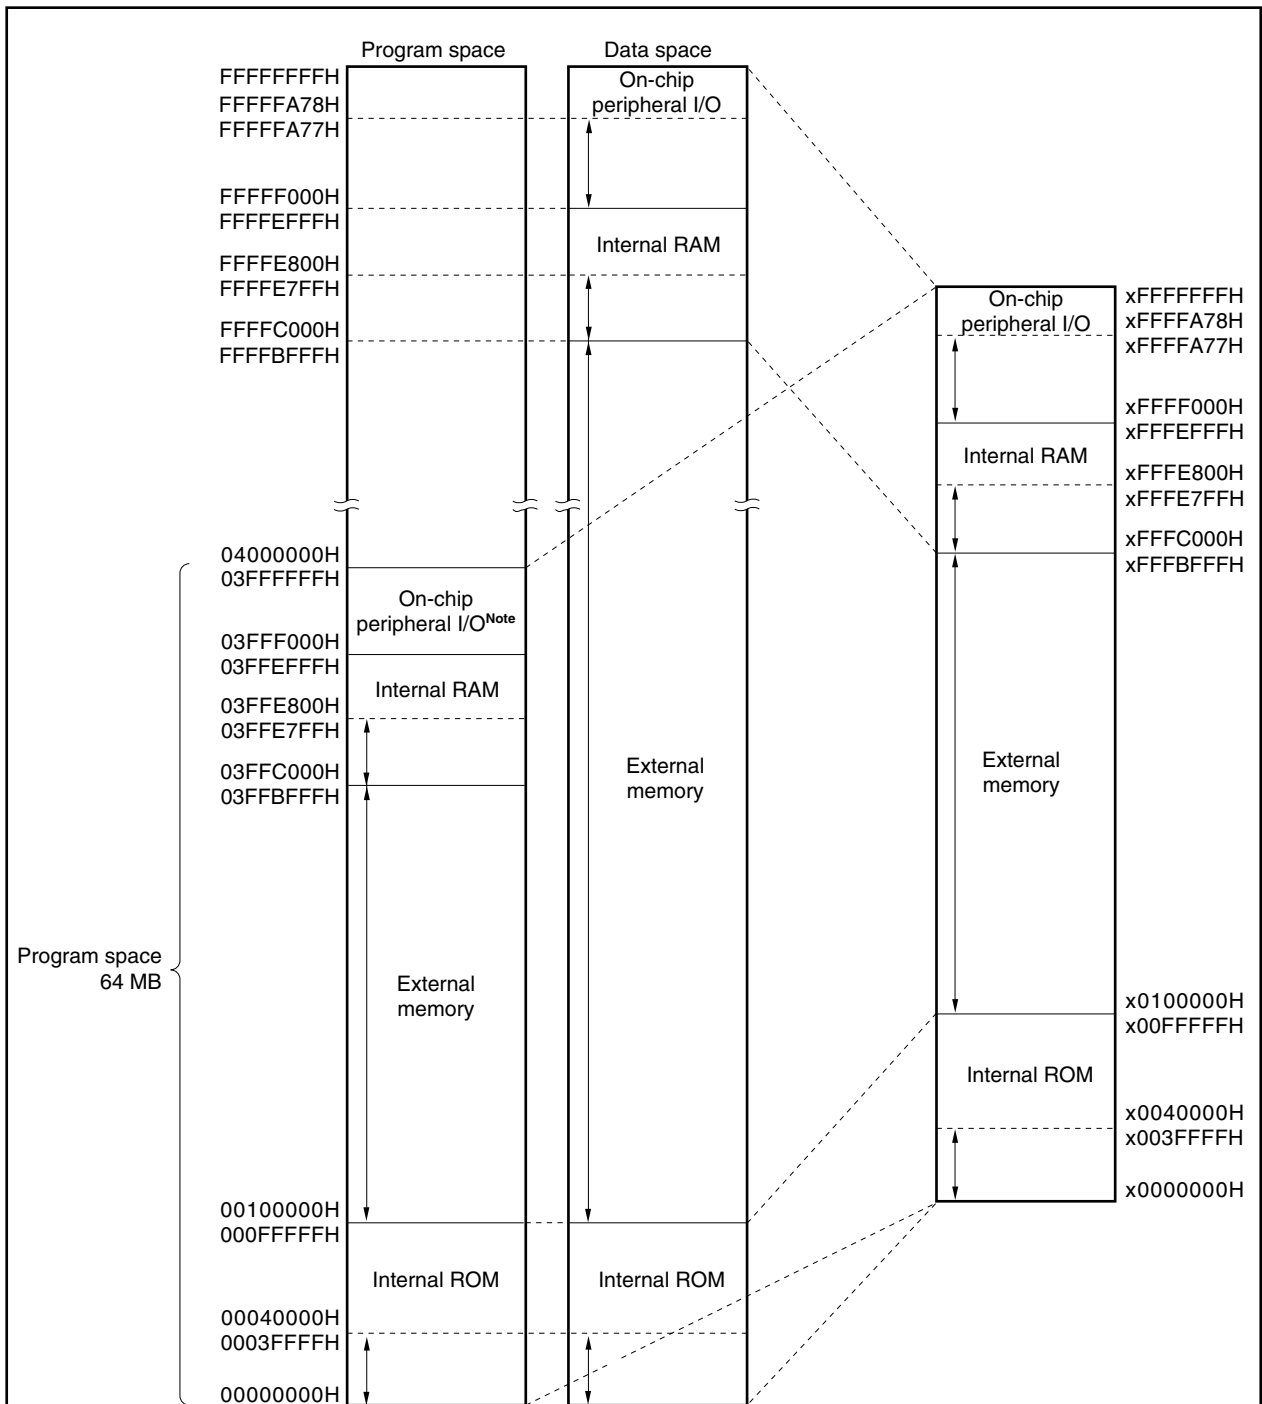 Program space
Data space
FFFFFFFFH
FFFFFA78H
FFFFFA77H
FFFFF000H
FFFFEFFFH
FFFFE800H
FFFFE7FFH
FFFFC000H
FFFFBFFFH
04000000H
03FFFFFFH
03FFF000H
03FFEFFFH
03FFE800H
03FFE7FFH
03FFC000H
03FFBFFFH
Program space
64 MB
00100000H
000FFFFFH
00040000H
0003FFFFH
00000000H
On-chip
peripheral I/O Note
Internal RAM
External
memory
Internal ROM
On-chip
peripheral I/O
Internal RAM
External
memory
Internal ROM
On-chip
peripheral I/O
Internal RAM
External
memory
Internal ROM
xFFFFFFFH
xFFFFA78H
xFFFFA77H
xFFFF000H
xFFFEFFFH
xFFFE800H
xFFFE7FFH
xFFFC000H
xFFFBFFFH
x0100000H
x00FFFFFH
x0040000H
x003FFFFH
x0000000H